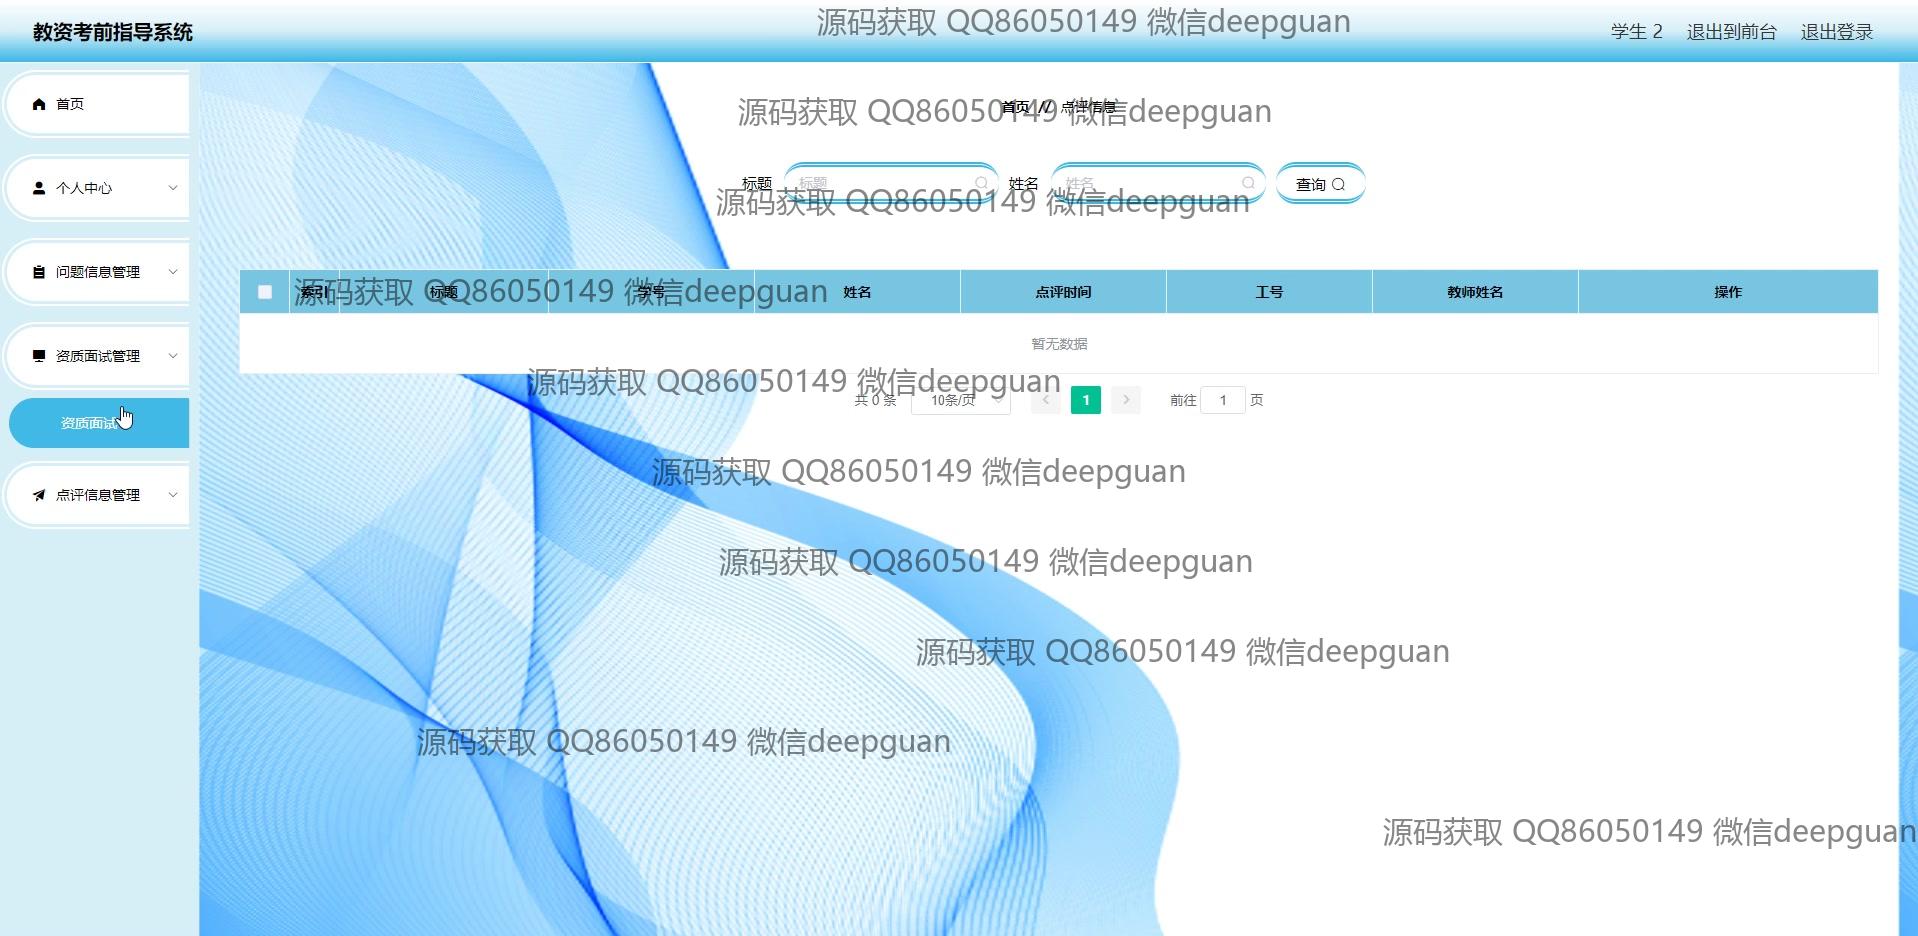 教资考前指导系统
源码获取 QQ86050149 微信deepguan
学生 2 退出到前台 退出登录
首页
首页 // 点评信息
源码获取 QQ86050149 微信deepguan
个人中心
标题 标题 姓名 姓名 查询
源码获取 QQ86050149 微信deepguan
问题信息管理
索引 标题 学号 姓名 点评时间 工号 教师姓名 操作
源码获取 QQ86050149 微信deepguan
暂无数据
资质面试管理
源码获取 QQ86050149 微信deepguan
共 0 条 10条/页 1 前往 1 页
资质面试
源码获取 QQ86050149 微信deepguan
点评信息管理
源码获取 QQ86050149 微信deepguan
源码获取 QQ86050149 微信deepguan
源码获取 QQ86050149 微信deepguan
源码获取 QQ86050149 微信deepguan